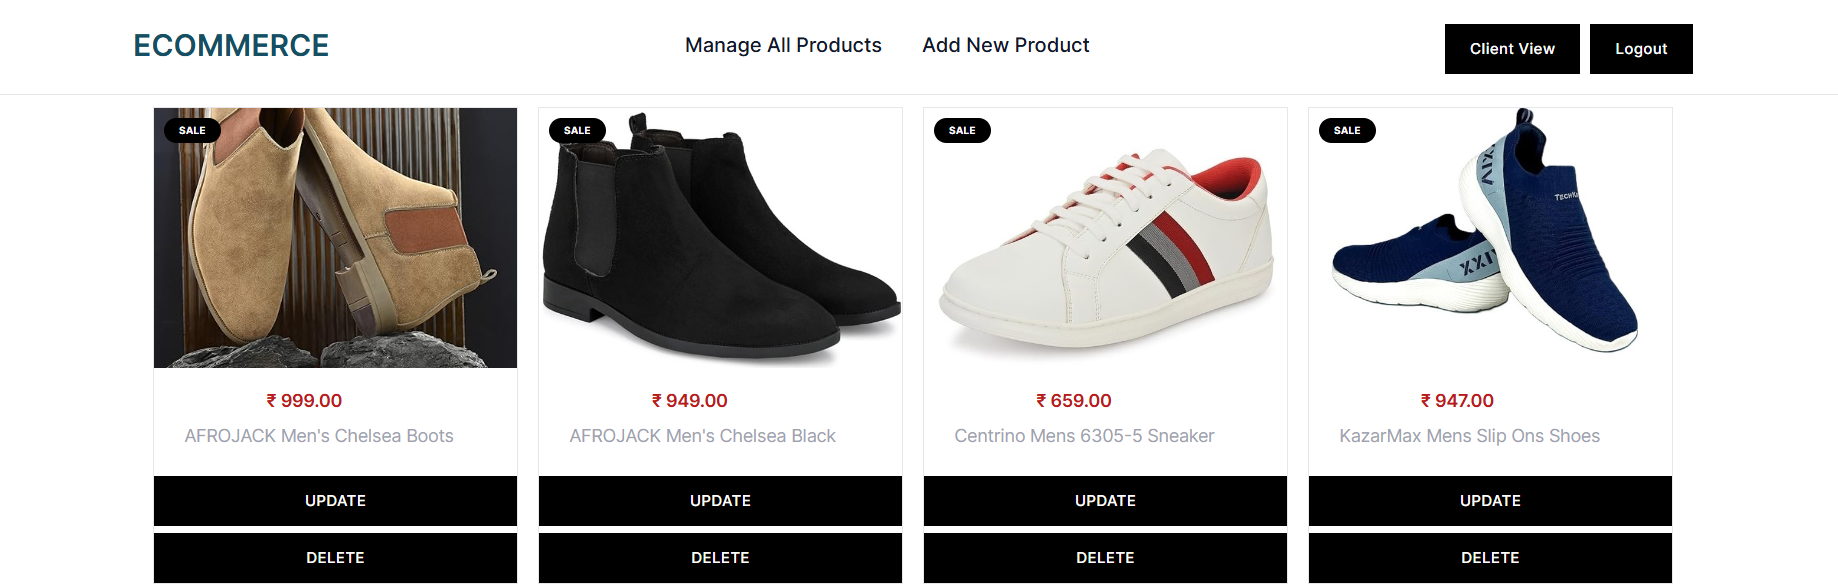 ECOMMERCE
Manage All Products
Add New Product
Client View
Logout
SALE
SALE
SALE
SALE
XXIV
XXIV
₹ 999.00
₹ 949.00
₹ 659.00
₹ 947.00
AFROJACK Men's Chelsea Boots
AFROJACK Men's Chelsea Black
Centrino Mens 6305-5 Sneaker
KazarMax Mens Slip Ons Shoes
UPDATE
UPDATE
UPDATE
UPDATE
DELETE
DELETE
DELETE
DELETE